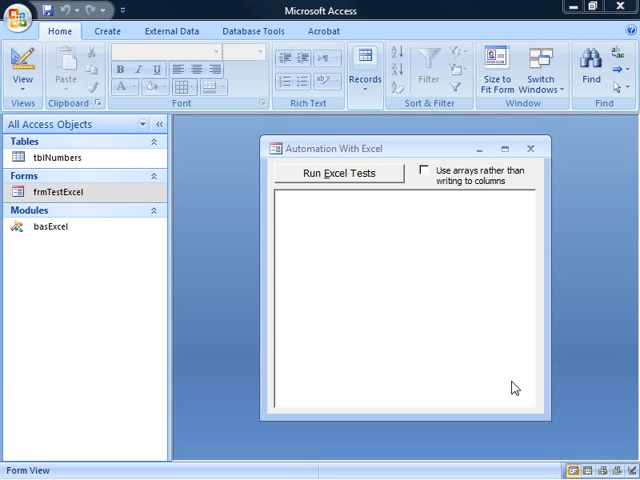 Microsoft Access
Home Create External Data Database Tools Acrobat
View
Views
Paste
Clipboard
B I U
A
Font
ab
Rich Text
Records
Filter
Sort & Filter
Size to Fit Form
Switch Windows
Window
Find
Find
All Access Objects
Tables
tblNumbers
Forms
frmTestExcel
Modules
basExcel
Automation With Excel
Run Excel Tests
Use arrays rather than
writing to columns
Form View